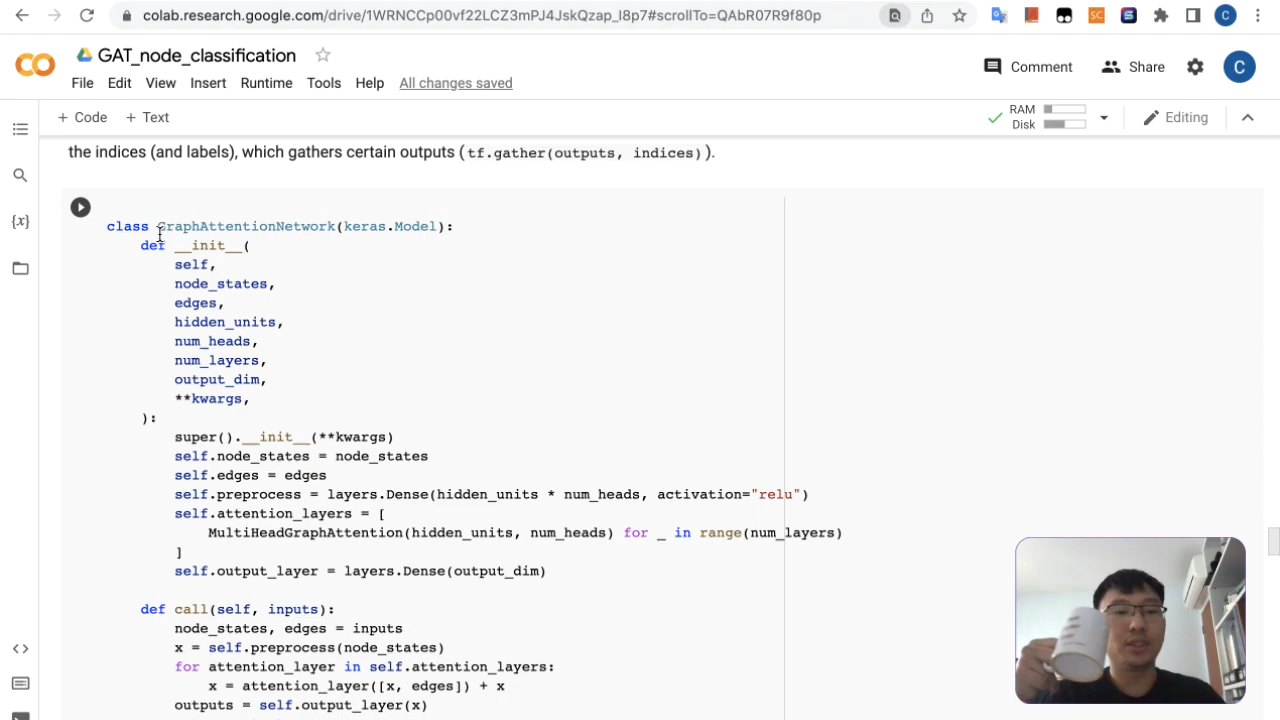 colab.research.google.com/drive/1WRNCCp00vf22LCZ3mPJ4JskQzap_I8p7#scrollTo=QAbR07R9f80p
SC
S
C
GAT_node_classification
Comment
Share
C
File Edit View Insert Runtime Tools Help All changes saved
+ Code + Text
RAM
Disk
Editing
the indices (and labels), which gathers certain outputs (tf.gather(outputs, indices)).
{x}
class GraphAttentionNetwork(keras.Model):
def __init__(
self,
node_states,
edges,
hidden_units,
num_heads,
num_layers,
output_dim,
**kwargs,
):
super().__init__(**kwargs)
self.node_states = node_states
self.edges = edges
self.preprocess = layers.Dense(hidden_units * num_heads, activation="relu")
self.attention_layers = [
MultiHeadGraphAttention(hidden_units, num_heads) for _ in range(num_layers)
]
self.output_layer = layers.Dense(output_dim)
def call(self, inputs):
node_states, edges = inputs
x = self.preprocess(node_states)
for attention_layer in self.attention_layers:
x = attention_layer([x, edges]) + x
outputs = self.output_layer(x)